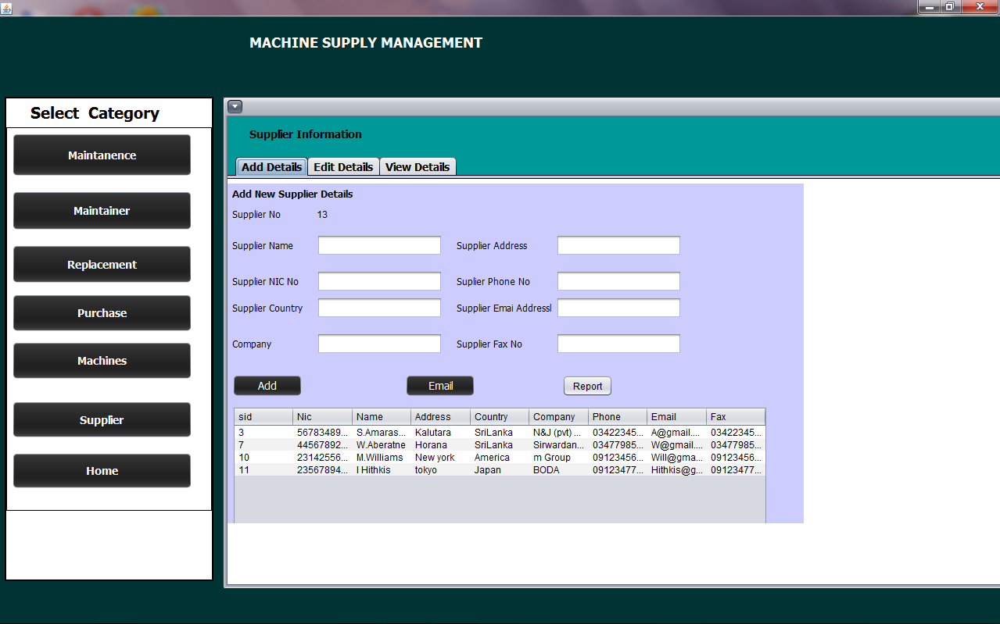 MACHINE SUPPLY MANAGEMENT
Select Category
Maintanence
Maintainer
Replacement
Purchase
Machines
Supplier
Home
Supplier Information
Add Details Edit Details View Details
Add New Supplier Details
Supplier No 13
Supplier Name Supplier Address
Supplier NIC No Suplier Phone No
Supplier Country Supplier Emai Addressl
Company Supplier Fax No
Add Email Report
sid Nic Name Address Country Company Phone Email Fax
3 56783489... S.Amaras... Kalutara SriLanka N&J (pvt) ... 03422345... A@gmail.... 03422345...
7 44567892... W.Aberatne Horana SriLanka Sirwardan... 03477985... W@gmail.... 03477985...
10 23142556... M.Williams New york America m Group 09123456... Will@gma... 09123456...
11 23567894... I Hithkis tokyo Japan BODA 09123477... Hithkis@g... 09123477...